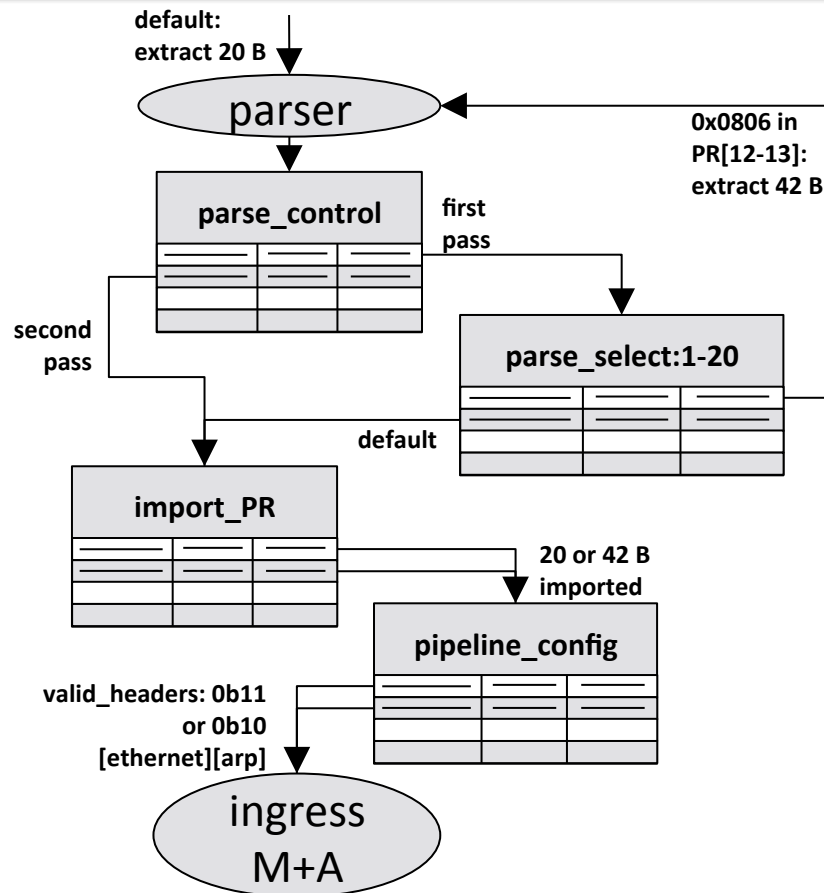 default:
extract 20 B
parser
0x0806 in
PR[12-13]:
extract 42 B
parse_control
first
pass
second
pass
parse_select:1-20
default
import_PR
20 or 42 B
imported
pipeline_config
valid_headers: 0b11
or 0b10
[ethernet][arp]
ingress
M+A